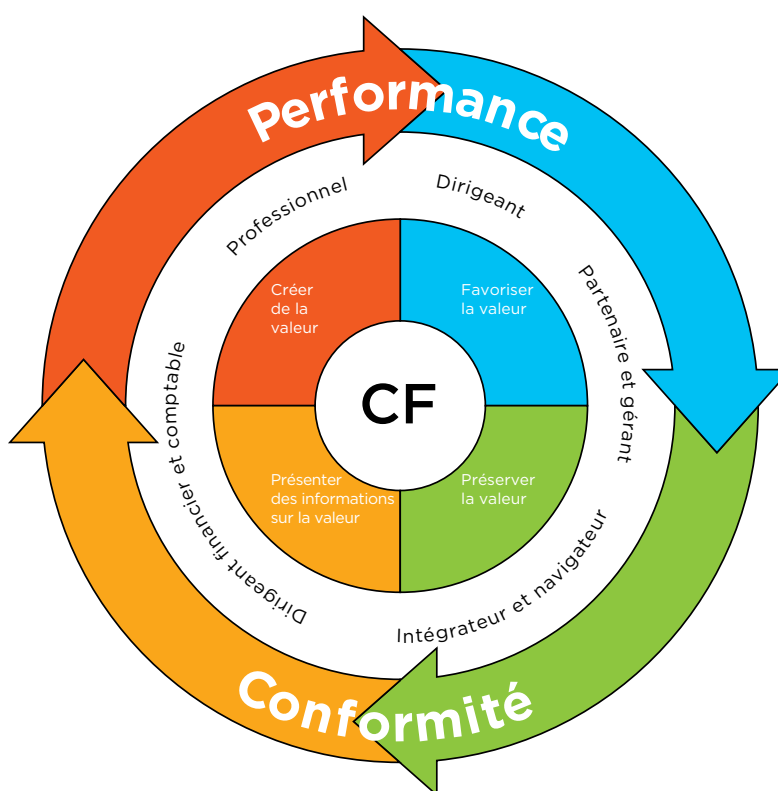 Performance
Professionnel
Dirigeant
Partenaire et gérant
Créer
de la
valeur
Favoriser
la valeur
CF
Dirigeant financier et comptable
Présenter
des informations
sur la valeur
Préserver
la valeur
Intégrateur et navigateur
Conformité